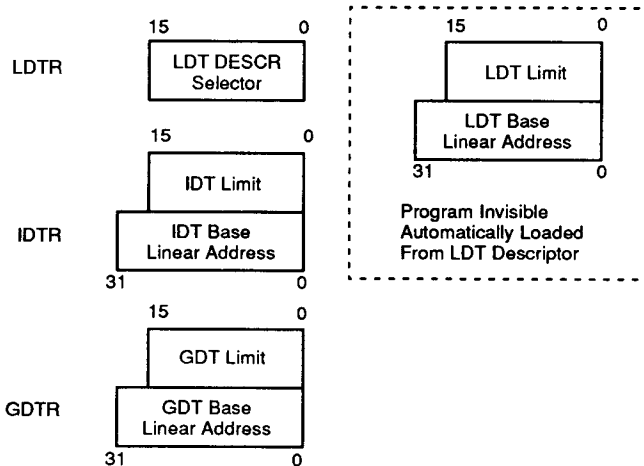 15 0
LDTR
LDT DESCR
Selector
15 0
IDTR
IDT Limit
IDT Base
Linear Address
31 0
15 0
GDTR
GDT Limit
GDT Base
Linear Address
31 0
15 0
LDT Limit
LDT Base
Linear Address
31 0
Program Invisible
Automatically Loaded
From LDT Descriptor